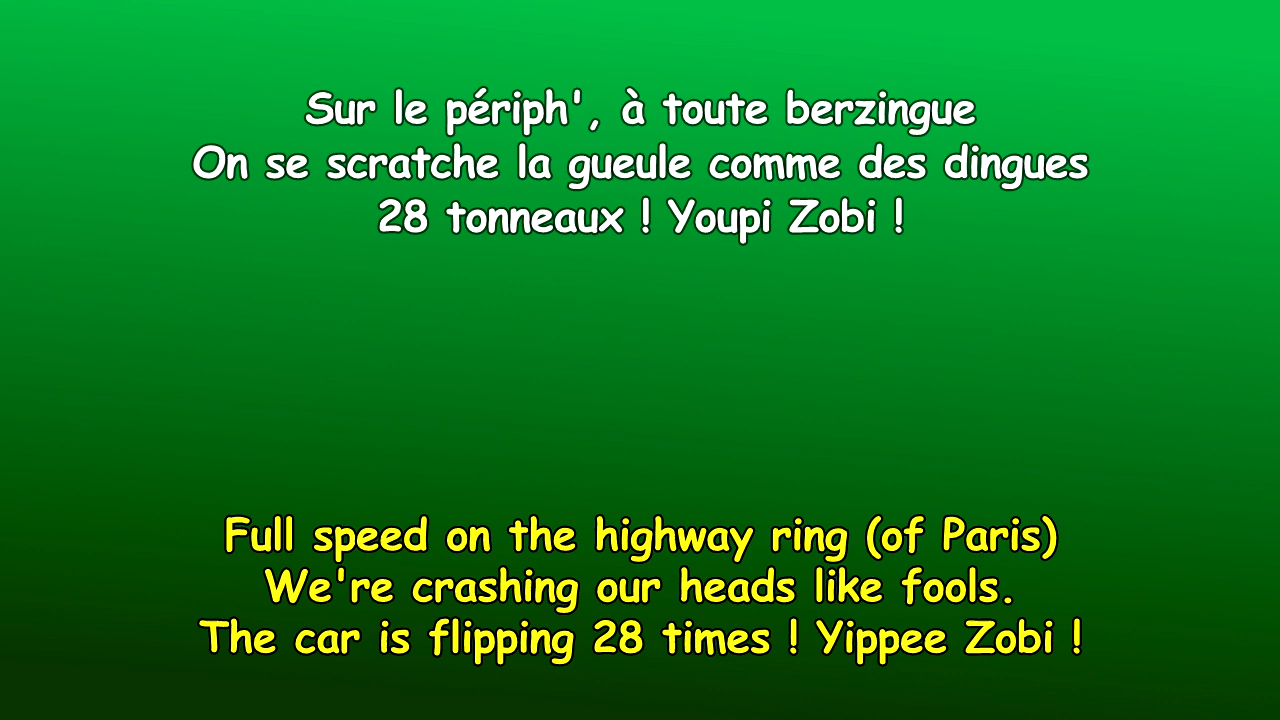 Sur le périph', à toute berzingue
On se scratche la gueule comme des dingues
28 tonneaux ! Youpi Zobi !
Full speed on the highway ring (of Paris)
We're crashing our heads like fools.
The car is flipping 28 times ! Yippee Zobi !